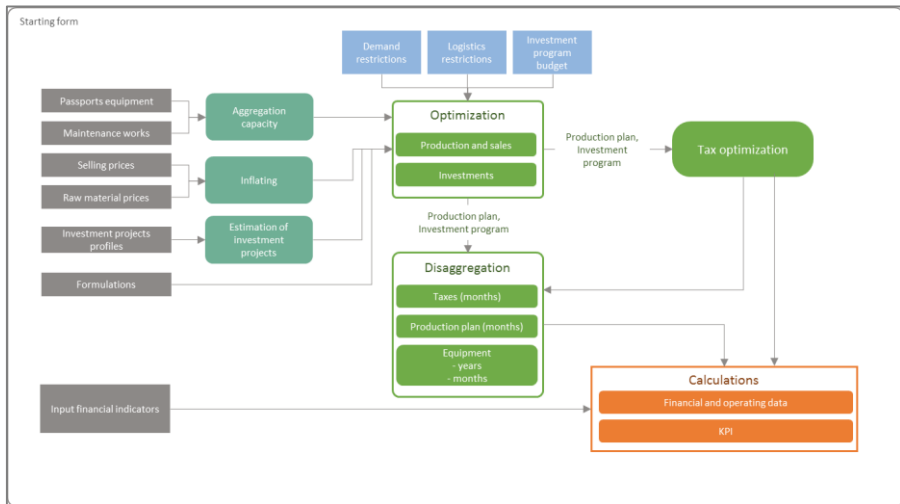 Starting form
Demand
restrictions
Logistics
restrictions
Investment
program
budget
Passports equipment
Maintenance works
Aggregation
capacity
Selling prices
Raw material prices
Inflating
Investment projects
profiles
Estimation of
investment
projects
Formulations
Optimization
Production and sales
Investments
Production plan,
Investment
program
Tax optimization
Production plan,
Investment program
Disaggregation
Taxes (months)
Production plan (months)
Equipment
- years
- months
Input financial indicators
Calculations
Financial and operating data
KPI